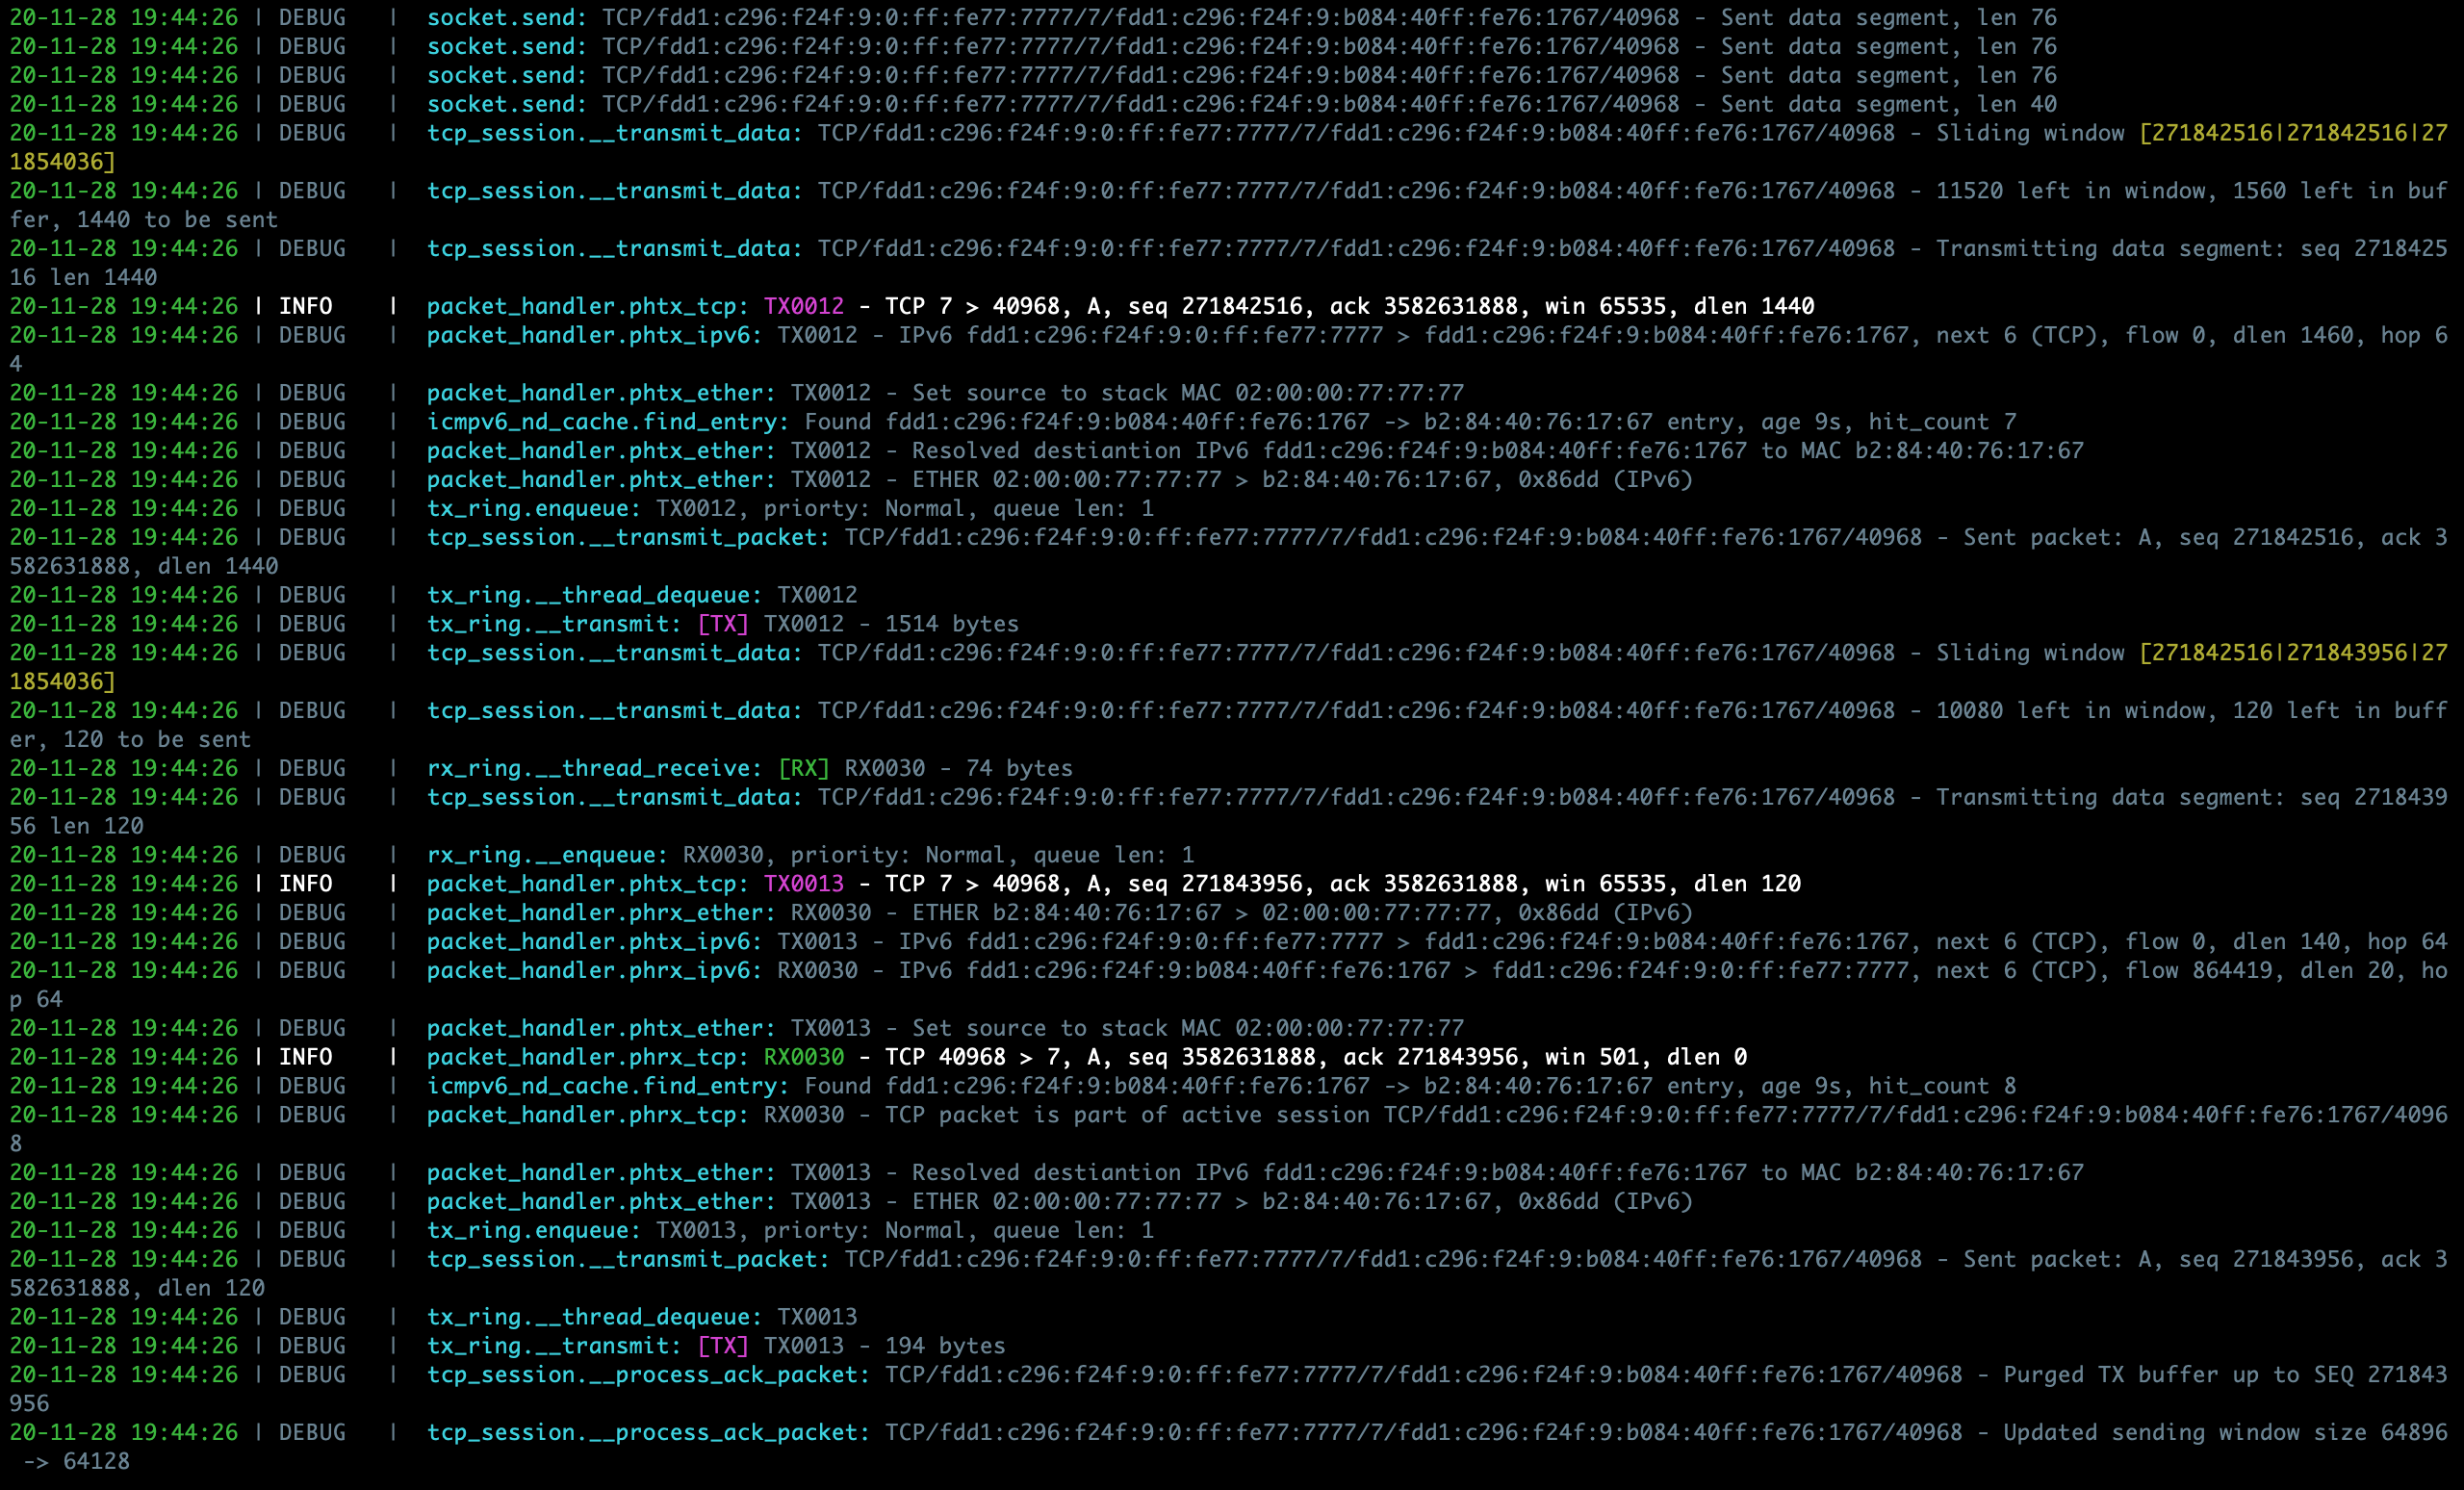 20-11-28 19:44:26 | DEBUG   |  socket.send: TCP/fdd1:c296:f24f:9:0:ff:fe77:7777/7/fdd1:c296:f24f:9:b084:40ff:fe76:1767/40968 - Sent data segment, len 76
20-11-28 19:44:26 | DEBUG   |  socket.send: TCP/fdd1:c296:f24f:9:0:ff:fe77:7777/7/fdd1:c296:f24f:9:b084:40ff:fe76:1767/40968 - Sent data segment, len 76
20-11-28 19:44:26 | DEBUG   |  socket.send: TCP/fdd1:c296:f24f:9:0:ff:fe77:7777/7/fdd1:c296:f24f:9:b084:40ff:fe76:1767/40968 - Sent data segment, len 76
20-11-28 19:44:26 | DEBUG   |  socket.send: TCP/fdd1:c296:f24f:9:0:ff:fe77:7777/7/fdd1:c296:f24f:9:b084:40ff:fe76:1767/40968 - Sent data segment, len 40
20-11-28 19:44:26 | DEBUG   |  tcp_session.__transmit_data: TCP/fdd1:c296:f24f:9:0:ff:fe77:7777/7/fdd1:c296:f24f:9:b084:40ff:fe76:1767/40968 - Sliding window [271842516|271842516|27
1854036]
20-11-28 19:44:26 | DEBUG   |  tcp_session.__transmit_data: TCP/fdd1:c296:f24f:9:0:ff:fe77:7777/7/fdd1:c296:f24f:9:b084:40ff:fe76:1767/40968 - 11520 left in window, 1560 left in buf
fer, 1440 to be sent
20-11-28 19:44:26 | DEBUG   |  tcp_session.__transmit_data: TCP/fdd1:c296:f24f:9:0:ff:fe77:7777/7/fdd1:c296:f24f:9:b084:40ff:fe76:1767/40968 - Transmitting data segment: seq 2718425
16 len 1440
20-11-28 19:44:26 | INFO    |  packet_handler.phtx_tcp: TX0012 - TCP 7 > 40968, A, seq 271842516, ack 3582631888, win 65535, dlen 1440
20-11-28 19:44:26 | DEBUG   |  packet_handler.phtx_ipv6: TX0012 - IPv6 fdd1:c296:f24f:9:0:ff:fe77:7777 > fdd1:c296:f24f:9:b084:40ff:fe76:1767, next 6 (TCP), flow 0, dlen 1460, hop 6
4
20-11-28 19:44:26 | DEBUG   |  packet_handler.phtx_ether: TX0012 - Set source to stack MAC 02:00:00:77:77:77
20-11-28 19:44:26 | DEBUG   |  icmpv6_nd_cache.find_entry: Found fdd1:c296:f24f:9:b084:40ff:fe76:1767 -> b2:84:40:76:17:67 entry, age 9s, hit_count 7
20-11-28 19:44:26 | DEBUG   |  packet_handler.phtx_ether: TX0012 - Resolved destiantion IPv6 fdd1:c296:f24f:9:b084:40ff:fe76:1767 to MAC b2:84:40:76:17:67
20-11-28 19:44:26 | DEBUG   |  packet_handler.phtx_ether: TX0012 - ETHER 02:00:00:77:77:77 > b2:84:40:76:17:67, 0x86dd (IPv6)
20-11-28 19:44:26 | DEBUG   |  tx_ring.enqueue: TX0012, priorty: Normal, queue len: 1
20-11-28 19:44:26 | DEBUG   |  tcp_session.__transmit_packet: TCP/fdd1:c296:f24f:9:0:ff:fe77:7777/7/fdd1:c296:f24f:9:b084:40ff:fe76:1767/40968 - Sent packet: A, seq 271842516, ack 3
582631888, dlen 1440
20-11-28 19:44:26 | DEBUG   |  tx_ring.__thread_dequeue: TX0012
20-11-28 19:44:26 | DEBUG   |  tx_ring.__transmit: [TX] TX0012 - 1514 bytes
20-11-28 19:44:26 | DEBUG   |  tcp_session.__transmit_data: TCP/fdd1:c296:f24f:9:0:ff:fe77:7777/7/fdd1:c296:f24f:9:b084:40ff:fe76:1767/40968 - Sliding window [271842516|271843956|27
1854036]
20-11-28 19:44:26 | DEBUG   |  tcp_session.__transmit_data: TCP/fdd1:c296:f24f:9:0:ff:fe77:7777/7/fdd1:c296:f24f:9:b084:40ff:fe76:1767/40968 - 10080 left in window, 120 left in buff
er, 120 to be sent
20-11-28 19:44:26 | DEBUG   |  rx_ring.__thread_receive: [RX] RX0030 - 74 bytes
20-11-28 19:44:26 | DEBUG   |  tcp_session.__transmit_data: TCP/fdd1:c296:f24f:9:0:ff:fe77:7777/7/fdd1:c296:f24f:9:b084:40ff:fe76:1767/40968 - Transmitting data segment: seq 2718439
56 len 120
20-11-28 19:44:26 | DEBUG   |  rx_ring.__enqueue: RX0030, priority: Normal, queue len: 1
20-11-28 19:44:26 | INFO    |  packet_handler.phtx_tcp: TX0013 - TCP 7 > 40968, A, seq 271843956, ack 3582631888, win 65535, dlen 120
20-11-28 19:44:26 | DEBUG   |  packet_handler.phrx_ether: RX0030 - ETHER b2:84:40:76:17:67 > 02:00:00:77:77:77, 0x86dd (IPv6)
20-11-28 19:44:26 | DEBUG   |  packet_handler.phtx_ipv6: TX0013 - IPv6 fdd1:c296:f24f:9:0:ff:fe77:7777 > fdd1:c296:f24f:9:b084:40ff:fe76:1767, next 6 (TCP), flow 0, dlen 140, hop 64
20-11-28 19:44:26 | DEBUG   |  packet_handler.phrx_ipv6: RX0030 - IPv6 fdd1:c296:f24f:9:b084:40ff:fe76:1767 > fdd1:c296:f24f:9:0:ff:fe77:7777, next 6 (TCP), flow 864419, dlen 20, ho
p 64
20-11-28 19:44:26 | DEBUG   |  packet_handler.phtx_ether: TX0013 - Set source to stack MAC 02:00:00:77:77:77
20-11-28 19:44:26 | INFO    |  packet_handler.phrx_tcp: RX0030 - TCP 40968 > 7, A, seq 3582631888, ack 271843956, win 501, dlen 0
20-11-28 19:44:26 | DEBUG   |  icmpv6_nd_cache.find_entry: Found fdd1:c296:f24f:9:b084:40ff:fe76:1767 -> b2:84:40:76:17:67 entry, age 9s, hit_count 8
20-11-28 19:44:26 | DEBUG   |  packet_handler.phrx_tcp: RX0030 - TCP packet is part of active session TCP/fdd1:c296:f24f:9:0:ff:fe77:7777/7/fdd1:c296:f24f:9:b084:40ff:fe76:1767/4096
8
20-11-28 19:44:26 | DEBUG   |  packet_handler.phtx_ether: TX0013 - Resolved destiantion IPv6 fdd1:c296:f24f:9:b084:40ff:fe76:1767 to MAC b2:84:40:76:17:67
20-11-28 19:44:26 | DEBUG   |  packet_handler.phtx_ether: TX0013 - ETHER 02:00:00:77:77:77 > b2:84:40:76:17:67, 0x86dd (IPv6)
20-11-28 19:44:26 | DEBUG   |  tx_ring.enqueue: TX0013, priorty: Normal, queue len: 1
20-11-28 19:44:26 | DEBUG   |  tcp_session.__transmit_packet: TCP/fdd1:c296:f24f:9:0:ff:fe77:7777/7/fdd1:c296:f24f:9:b084:40ff:fe76:1767/40968 - Sent packet: A, seq 271843956, ack 3
582631888, dlen 120
20-11-28 19:44:26 | DEBUG   |  tx_ring.__thread_dequeue: TX0013
20-11-28 19:44:26 | DEBUG   |  tx_ring.__transmit: [TX] TX0013 - 194 bytes
20-11-28 19:44:26 | DEBUG   |  tcp_session.__process_ack_packet: TCP/fdd1:c296:f24f:9:0:ff:fe77:7777/7/fdd1:c296:f24f:9:b084:40ff:fe76:1767/40968 - Purged TX buffer up to SEQ 271843
956
20-11-28 19:44:26 | DEBUG   |  tcp_session.__process_ack_packet: TCP/fdd1:c296:f24f:9:0:ff:fe77:7777/7/fdd1:c296:f24f:9:b084:40ff:fe76:1767/40968 - Updated sending window size 64896
 -> 64128